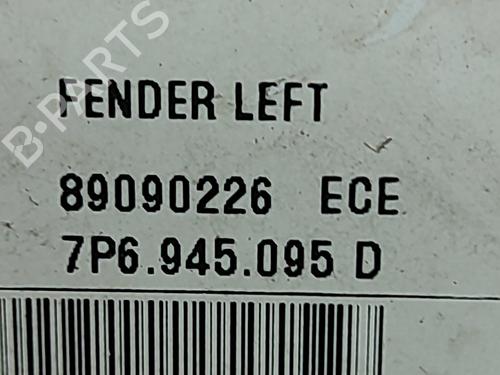 FENDER LEFT
89090226 ECE
7P6.945.095 D
B-PARTS